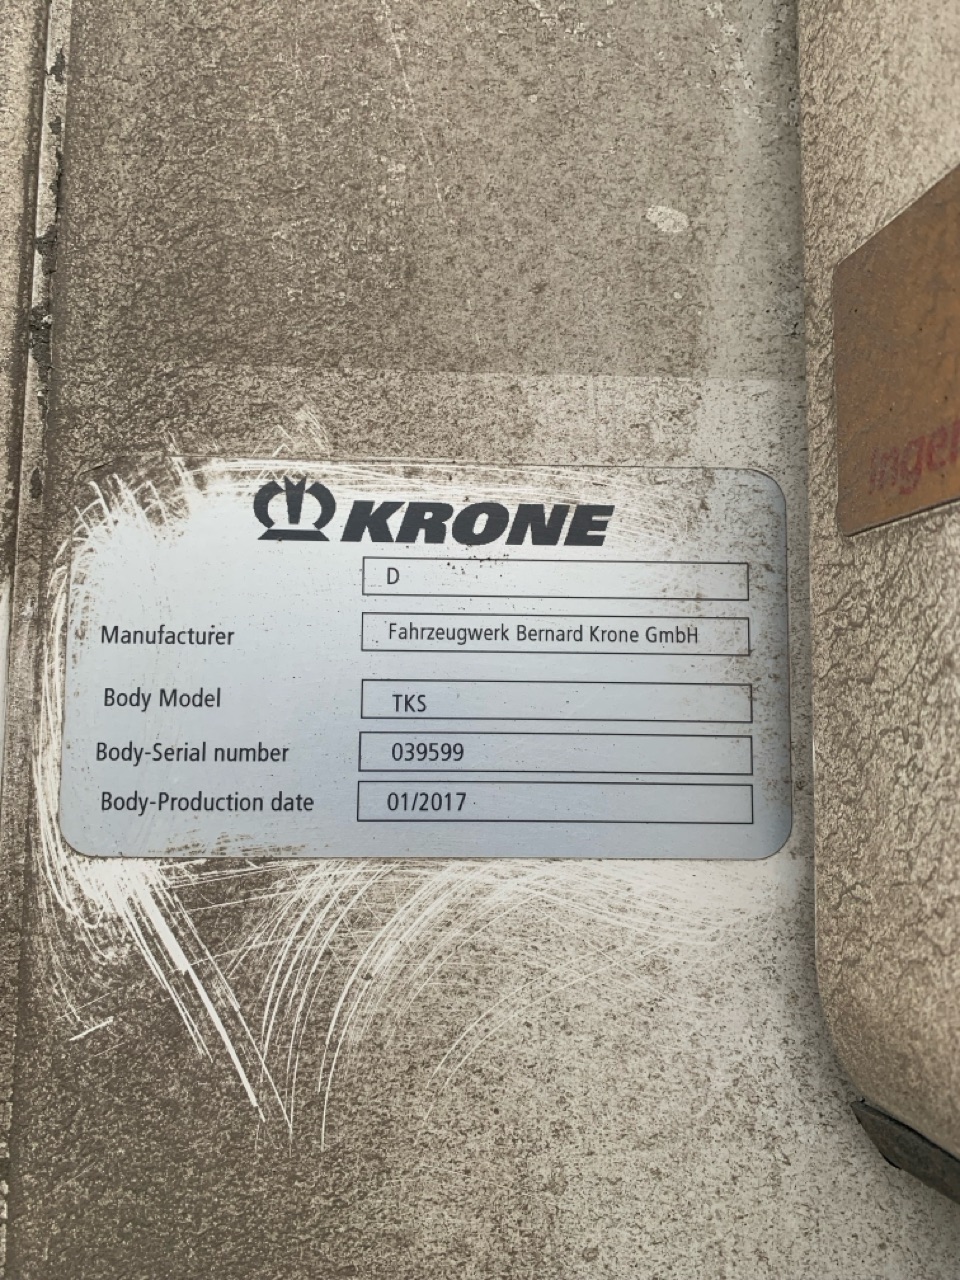 KRONE
D
Manufacturer Fahrzeugwerk Bernard Krone GmbH
Body Model TKS
Body-Serial number 039599
Body-Production date 01/2017